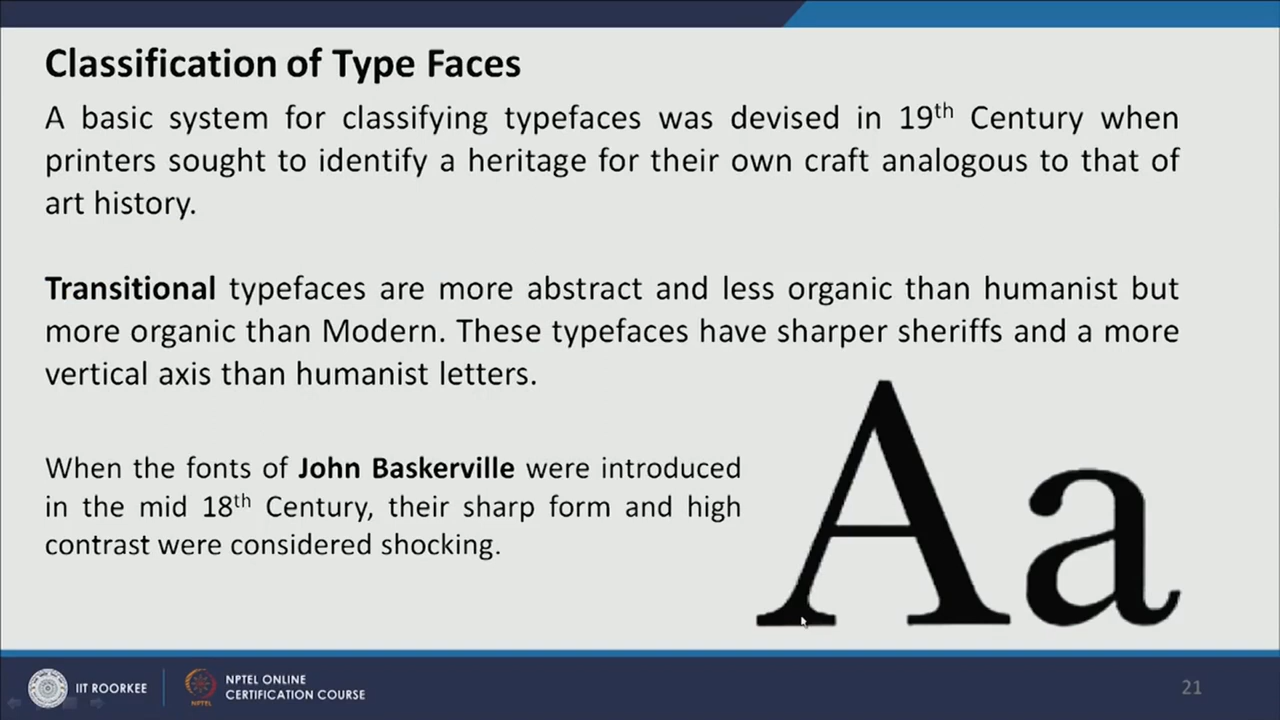 Classification of Type Faces
A basic system for classifying typefaces was devised in 19th Century when
printers sought to identify a heritage for their own craft analogous to that of
art history.
Transitional typefaces are more abstract and less organic than humanist but
more organic than Modern. These typefaces have sharper sheriffs and a more
vertical axis than humanist letters.
When the fonts of John Baskerville were introduced
in the mid 18th Century, their sharp form and high
contrast were considered shocking.
Aa
IIT ROORKEE
NPTEL ONLINE
CERTIFICATION COURSE
NPTEL
21